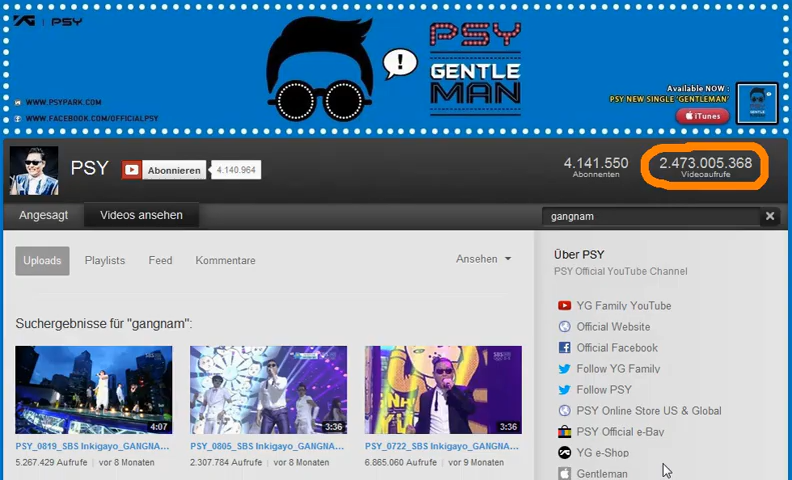 YG | PSY
PSY
GENTLE
MAN
!
WWW.PSYPARK.COM
WWW.FACEBOOK.COM/OFFICIALPSY
Available NOW :
PSY NEW SINGLE 'GENTLEMAN'
iTunes
PSY
Abonnieren
4.140.964
4.141.550
Abonnenten
2.473.005.368
Videoaufrufe
Angesagt
Videos ansehen
gangnam
Uploads
Playlists
Feed
Kommentare
Ansehen
Suchergebnisse für "gangnam":
4:07
PSY_0819_SBS Inkigayo_GANGNA...
5.267.429 Aufrufe | vor 8 Monaten
3:36
PSY_0805_SBS Inkigayo_GANGNA...
2.307.784 Aufrufe | vor 8 Monaten
3:36
PSY_0722_SBS Inkigayo_GANGNA...
6.865.060 Aufrufe | vor 9 Monaten
Über PSY
PSY Official YouTube Channel
YG Family YouTube
Official Website
Official Facebook
Follow YG Family
Follow PSY
PSY Online Store US & Global
PSY Official e-Bay
YG e-Shop
Gentleman